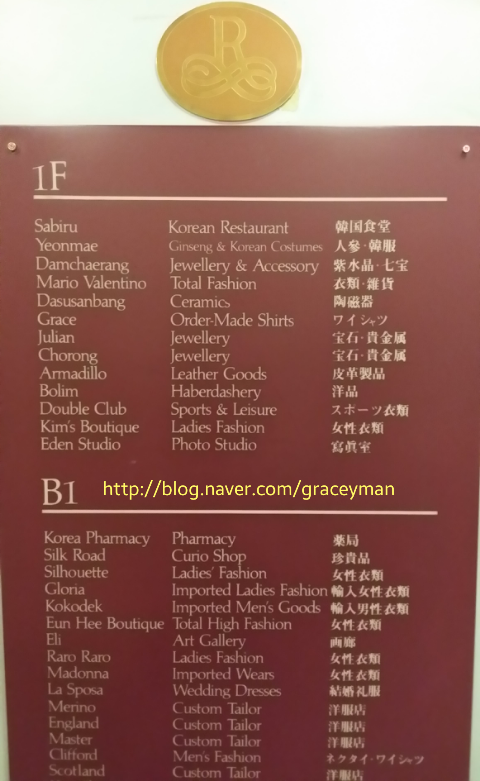 R
1F
Sabiru Korean Restaurant 韓国食堂
Yeonmae Ginseng & Korean Costumes 人參·韓服
Damchaerang Jewellery & Accessory 紫水晶·七宝
Mario Valentino Total Fashion 衣類·雜貨
Dasusanbang Ceramics 陶磁器
Grace Order-Made Shirts ワイシャツ
Julian Jewellery 宝石·貴金属
Chorong Jewellery 宝石·貴金属
Armadillo Leather Goods 皮革製品
Bolim Haberdashery 洋品
Double Club Sports & Leisure スポーツ衣類
Kim's Boutique Ladies Fashion 女性衣類
Eden Studio Photo Studio 寫眞室
B1 http://blog.naver.com/graceyman
Korea Pharmacy Pharmacy 薬局
Silk Road Curio Shop 珍貴品
Silhouette Ladies' Fashion 女性衣類
Gloria Imported Ladies Fashion 輸入女性衣類
Kokodek Imported Men's Goods 輸入男性衣類
Eun Hee Boutique Total High Fashion 女性衣類
Eli Art Gallery 画廊
Raro Raro Ladies Fashion 女性衣類
Madonna Imported Wears 女性衣類
La Sposa Wedding Dresses 結婚礼服
Merino Custom Tailor 洋服店
England Custom Tailor 洋服店
Master Custom Tailor 洋服店
Clifford Men's Fashion ネクタイ·ワイシャツ
Scotland Custom Tailor 洋服店